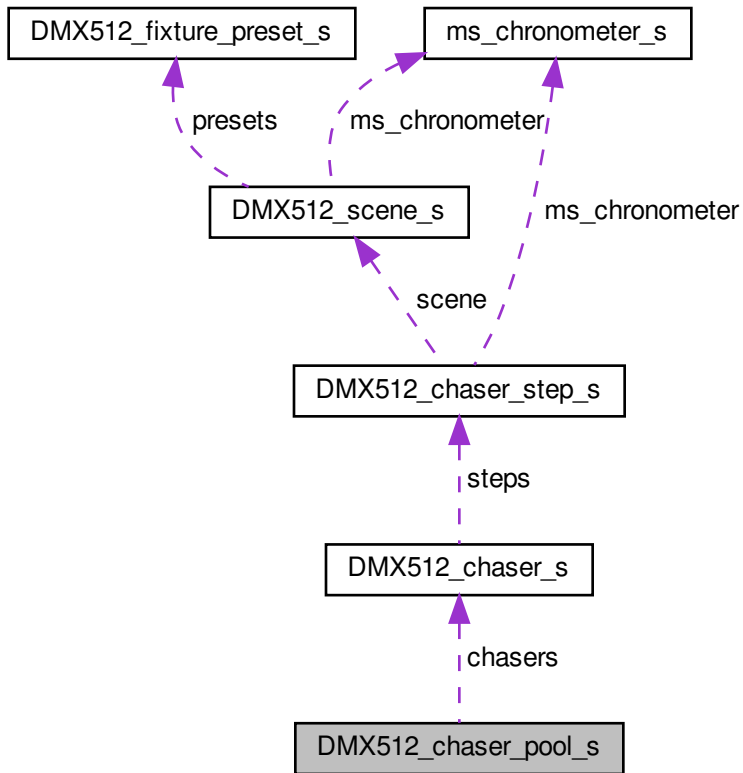 DMX512_fixture_preset_s
ms_chronometer_s
presets
ms_chronometer
DMX512_scene_s
ms_chronometer
scene
DMX512_chaser_step_s
steps
DMX512_chaser_s
chasers
DMX512_chaser_pool_s